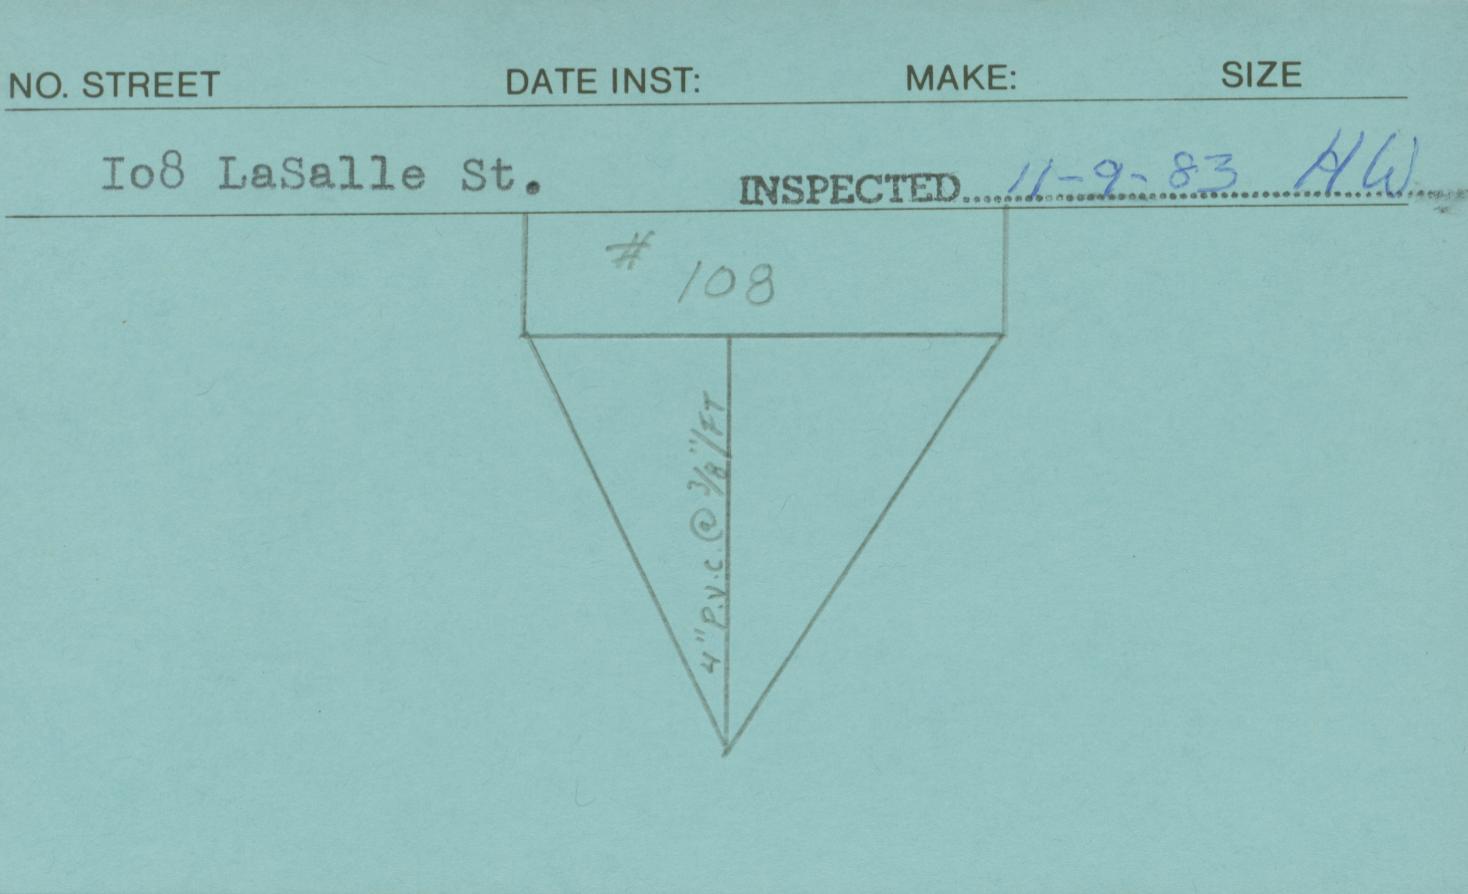 NO. STREET DATE INST: MAKE: SIZE
Io8 LaSalle St. INSPECTED 11-9-83 HW
# 108
4" P.V.C. @ 3/8"/FT